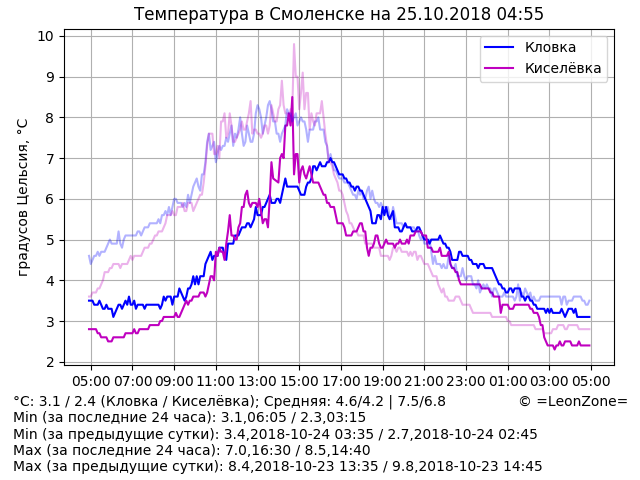 Температура в Смоленске на 25.10.2018 04:55
градусов Цельсия, °C
10
9
8
7
6
5
4
3
2
Кловка
Киселёвка
05:00 07:00 09:00 11:00 13:00 15:00 17:00 19:00 21:00 23:00 01:00 03:00 05:00
°C: 3.1 / 2.4 (Кловка / Киселёвка); Средняя: 4.6/4.2 | 7.5/6.8
© =LeonZone=
Min (за последние 24 часа): 3.1,06:05 / 2.3,03:15
Min (за предыдущие сутки): 3.4,2018-10-24 03:35 / 2.7,2018-10-24 02:45
Max (за последние 24 часа): 7.0,16:30 / 8.5,14:40
Max (за предыдущие сутки): 8.4,2018-10-23 13:35 / 9.8,2018-10-23 14:45